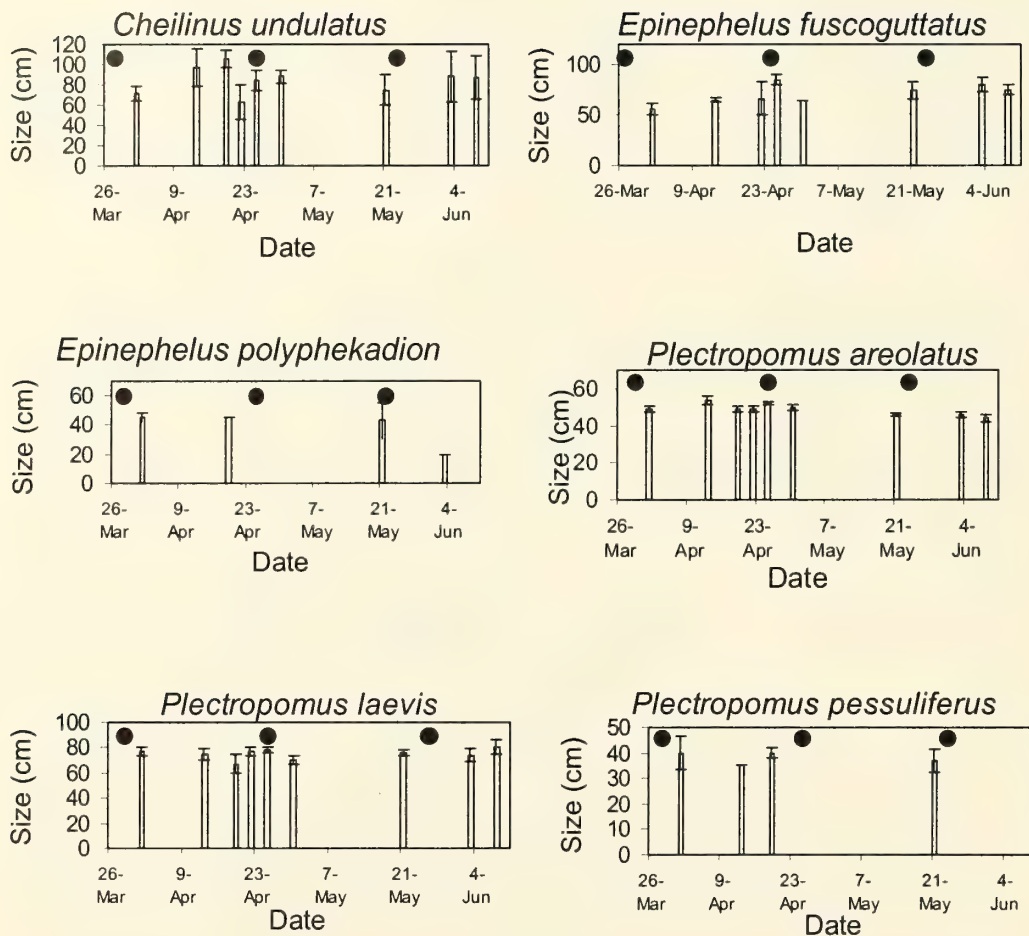 Cheilinus undulatus
Size (cm)
120
100
80
60
40
20
0
26-
Mar
9-
Apr
23-
Apr
7-
May
21-
May
4-
Jun
Date
Epinephelus fuscoguttatus
Size (cm)
100
50
0
26-Mar 9-Apr 23-Apr 7-May 21-May 4-Jun
Date
Epinephelus polyphekadion
Size (cm)
60
40
20
0
26-
Mar
9-
Apr
23-
Apr
7-
May
21-
May
4-
Jun
Date
Plectropomus areolatus
Size (cm)
60
40
20
0
26-
Mar
9-
Apr
23-
Apr
7-
May
21-
May
4-
Jun
Date
Plectropomus laevis
Size (cm)
100
80
60
40
20
0
26-
Mar
9-
Apr
23-
Apr
7-
May
21-
May
4-
Jun
Date
Plectropomus pessuliferus
Size (cm)
50
40
30
20
10
0
26-
Mar
9-
Apr
23-
Apr
7-
May
21-
May
4-
Jun
Date